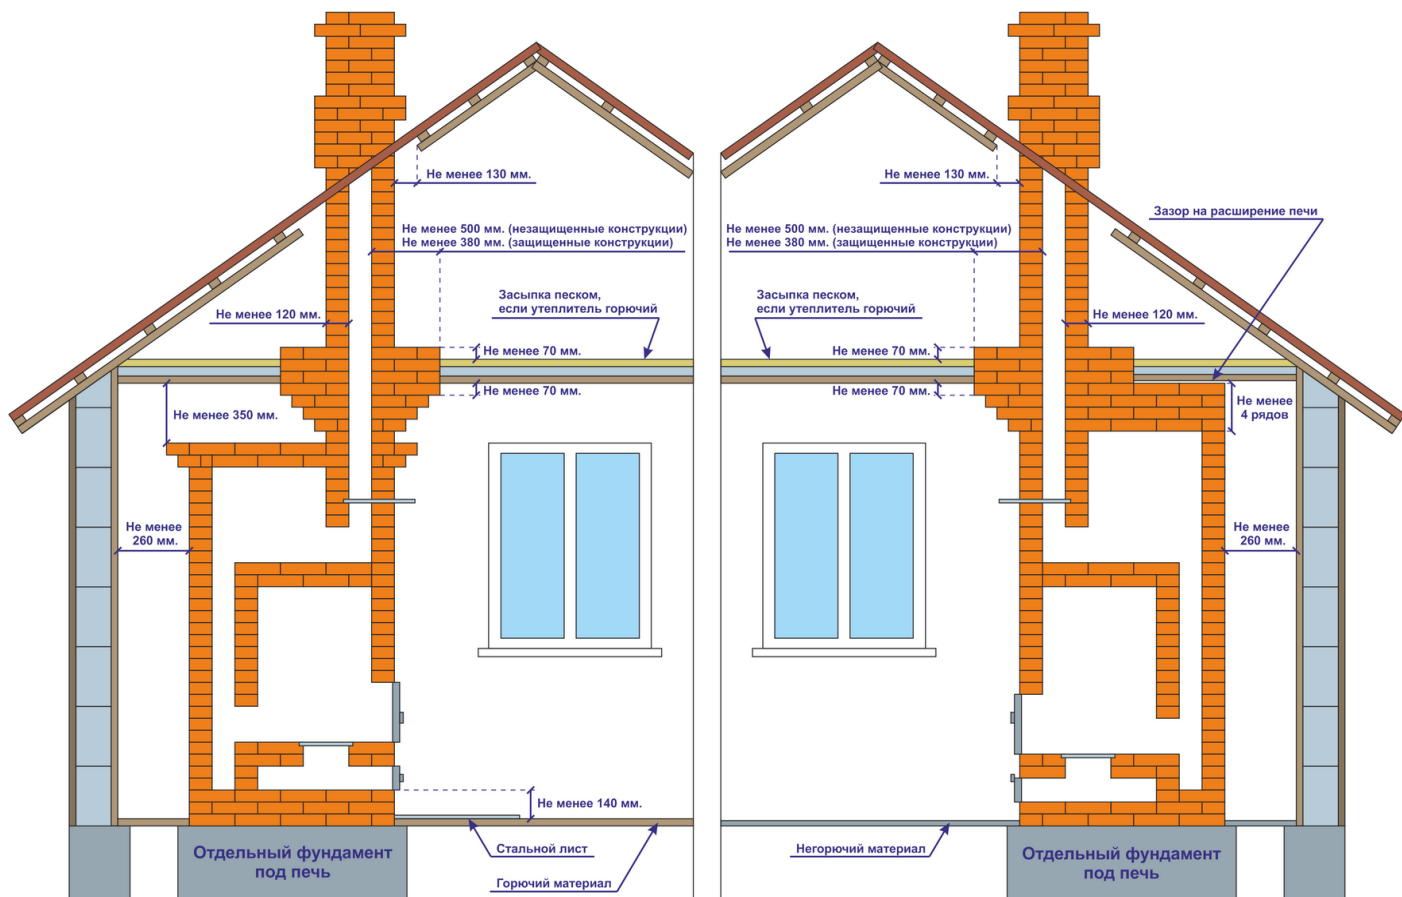 Не менее 130 мм.
Не менее 500 мм. (незащищенные конструкции)
Не менее 380 мм. (защищенные конструкции)
Засыпка песком,
если утеплитель горючий
Не менее 120 мм.
Не менее 70 мм.
Не менее 70 мм.
Не менее 350 мм.
Не менее
260 мм.
Не менее 140 мм.
Стальной лист
Горючий материал
Отдельный фундамент
под печь
Не менее 130 мм.
Зазор на расширение печи
Не менее 500 мм. (незащищенные конструкции)
Не менее 380 мм. (защищенные конструкции)
Засыпка песком,
если утеплитель горючий
Не менее 120 мм.
Не менее 70 мм.
Не менее 70 мм.
Не менее
4 рядов
Не менее
260 мм.
Негорючий материал
Отдельный фундамент
под печь